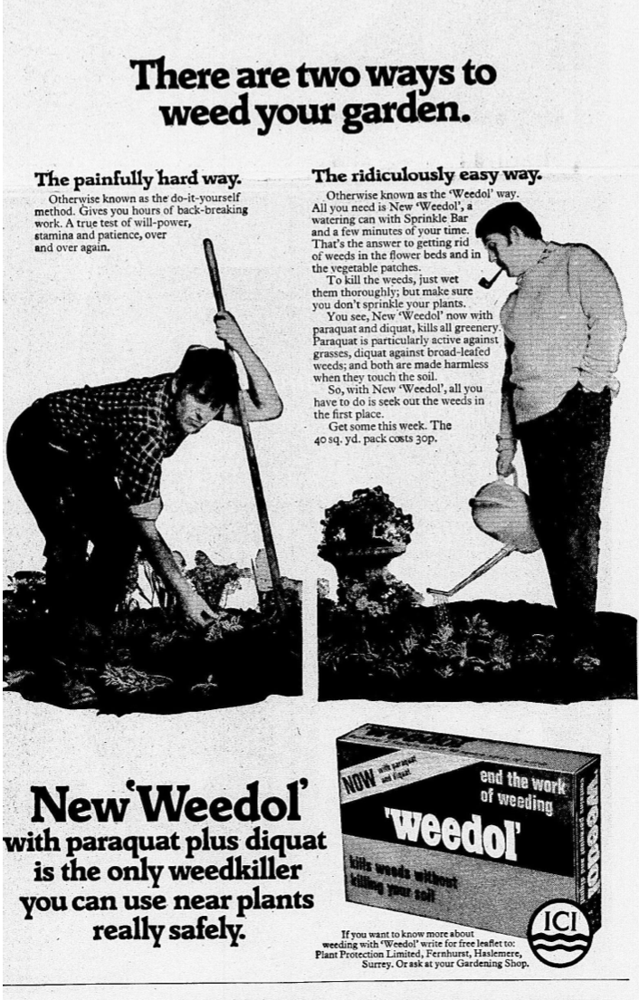 There are two ways to
weed your garden.
The painfully hard way.
Otherwise known as the do-it-yourself
method. Gives you hours of back-breaking
work. A true test of will-power,
stamina and patience, over
and over again.
The ridiculously easy way.
Otherwise known as the 'Weedol' way.
All you need is New 'Weedol', a
watering can with Sprinkle Bar
and a few minutes of your time.
That's the answer to getting rid
of weeds in the flower beds and in
the vegetable patches.
To kill the weeds, just wet
them thoroughly; but make sure
you don't sprinkle your plants.
You see, New 'Weedol' now with
paraquat and diquat, kills all greenery.
Paraquat is particularly active against
grasses, diquat against broad-leafed
weeds; and both are made harmless
when they touch the soil.
So, with New 'Weedol', all you
have to do is seek out the weeds in
the first place.
Get some this week. The
40 sq. yd. pack costs 30p.
New 'Weedol'
with paraquat plus diquat
is the only weedkiller
you can use near plants
really safely.
NOW with paraquat
and diquat
end the work
of weeding
'weedol'
kills weeds without
killing your soil
weedol
ICI
If you want to know more about
weeding with 'Weedol' write for free leaflet to:
Plant Protection Limited, Fernhurst, Haslemere,
Surrey. Or ask at your Gardening Shop.